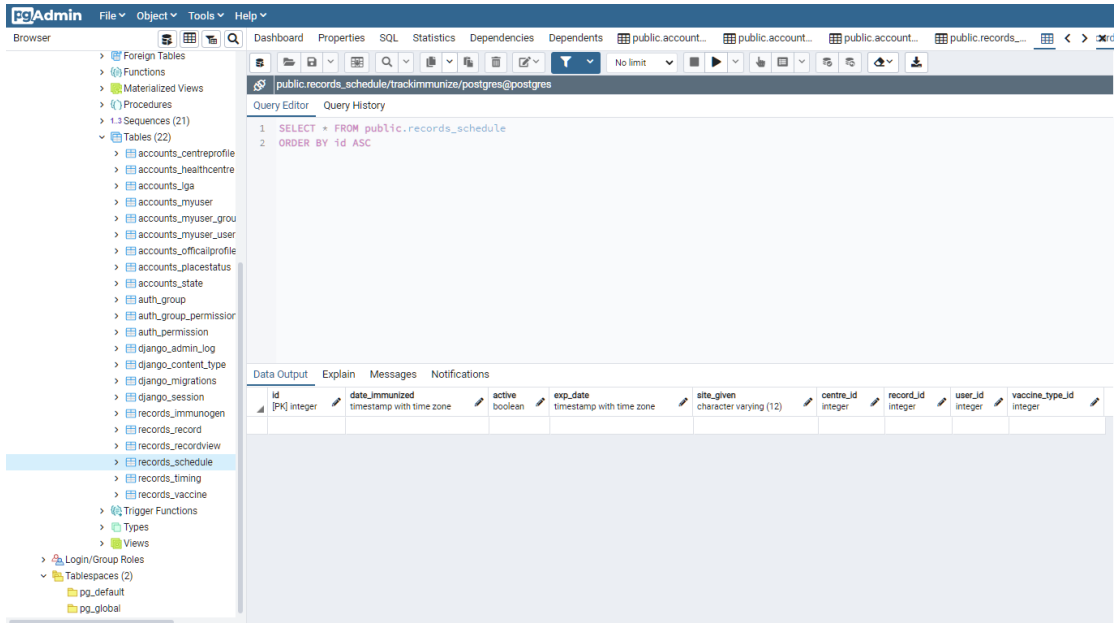 pgAdmin File Object Tools Help
Browser
Dashboard Properties SQL Statistics Dependencies Dependents public.account... public.account... public.account... public.records_...
No limit
public.records_schedule/trackimmunize/postgres@postgres
Query Editor Query History
1 SELECT * FROM public.records_schedule
2 ORDER BY id ASC
Foreign Tables
Functions
Materialized Views
Procedures
1..3 Sequences (21)
Tables (22)
accounts_centreprofile
accounts_healthcentre
accounts_lga
accounts_myuser
accounts_myuser_grou
accounts_myuser_user
accounts_officailprofile
accounts_placestatus
accounts_state
auth_group
auth_group_permission
auth_permission
django_admin_log
django_content_type
django_migrations
django_session
records_immunogen
records_record
records_recordview
records_schedule
records_timing
records_vaccine
Trigger Functions
Types
Views
Login/Group Roles
Tablespaces (2)
pg_default
pg_global
Data Output Explain Messages Notifications
id date_immunized active exp_date site_given centre_id record_id user_id vaccine_type_id
[PK] integer timestamp with time zone boolean timestamp with time zone character varying (12) integer integer integer integer